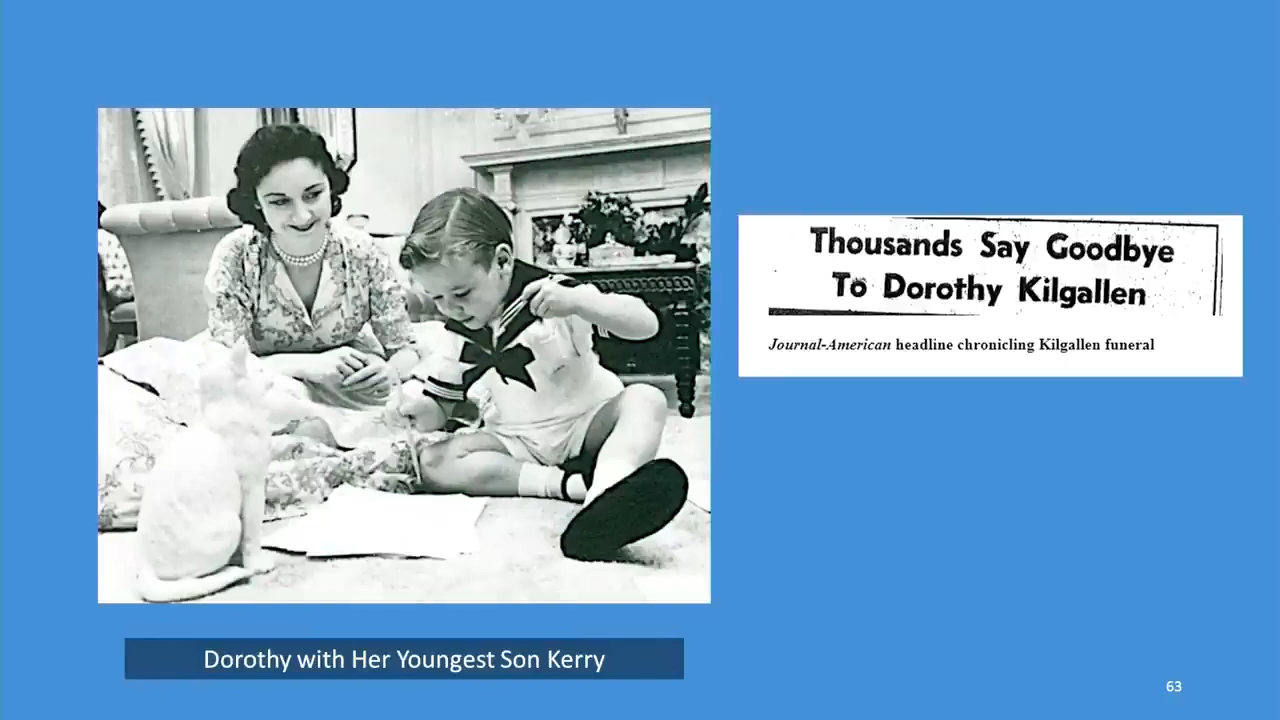 Thousands Say Goodbye
To Dorothy Kilgallen
Journal-American headline chronicling Kilgallen funeral
Dorothy with Her Youngest Son Kerry
63